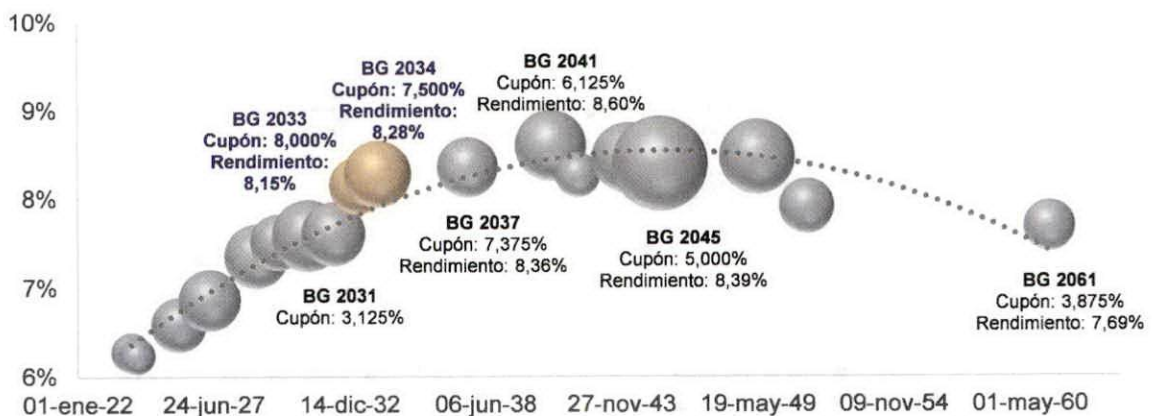 10%
9%
8%
7%
6%
BG 2034
Cupón: 7,500%
Rendimiento:
8,28%
BG 2033
Cupón: 8,000%
Rendimiento:
8,15%
BG 2041
Cupón: 6,125%
Rendimiento: 8,60%
BG 2037
Cupón: 7,375%
Rendimiento: 8,36%
BG 2045
Cupón: 5,000%
Rendimiento: 8,39%
BG 2031
Cupón: 3,125%
BG 2061
Cupón: 3,875%
Rendimiento: 7,69%
01-ene-22 24-jun-27 14-dic-32 06-jun-38 27-nov-43 19-may-49 09-nov-54 01-may-60